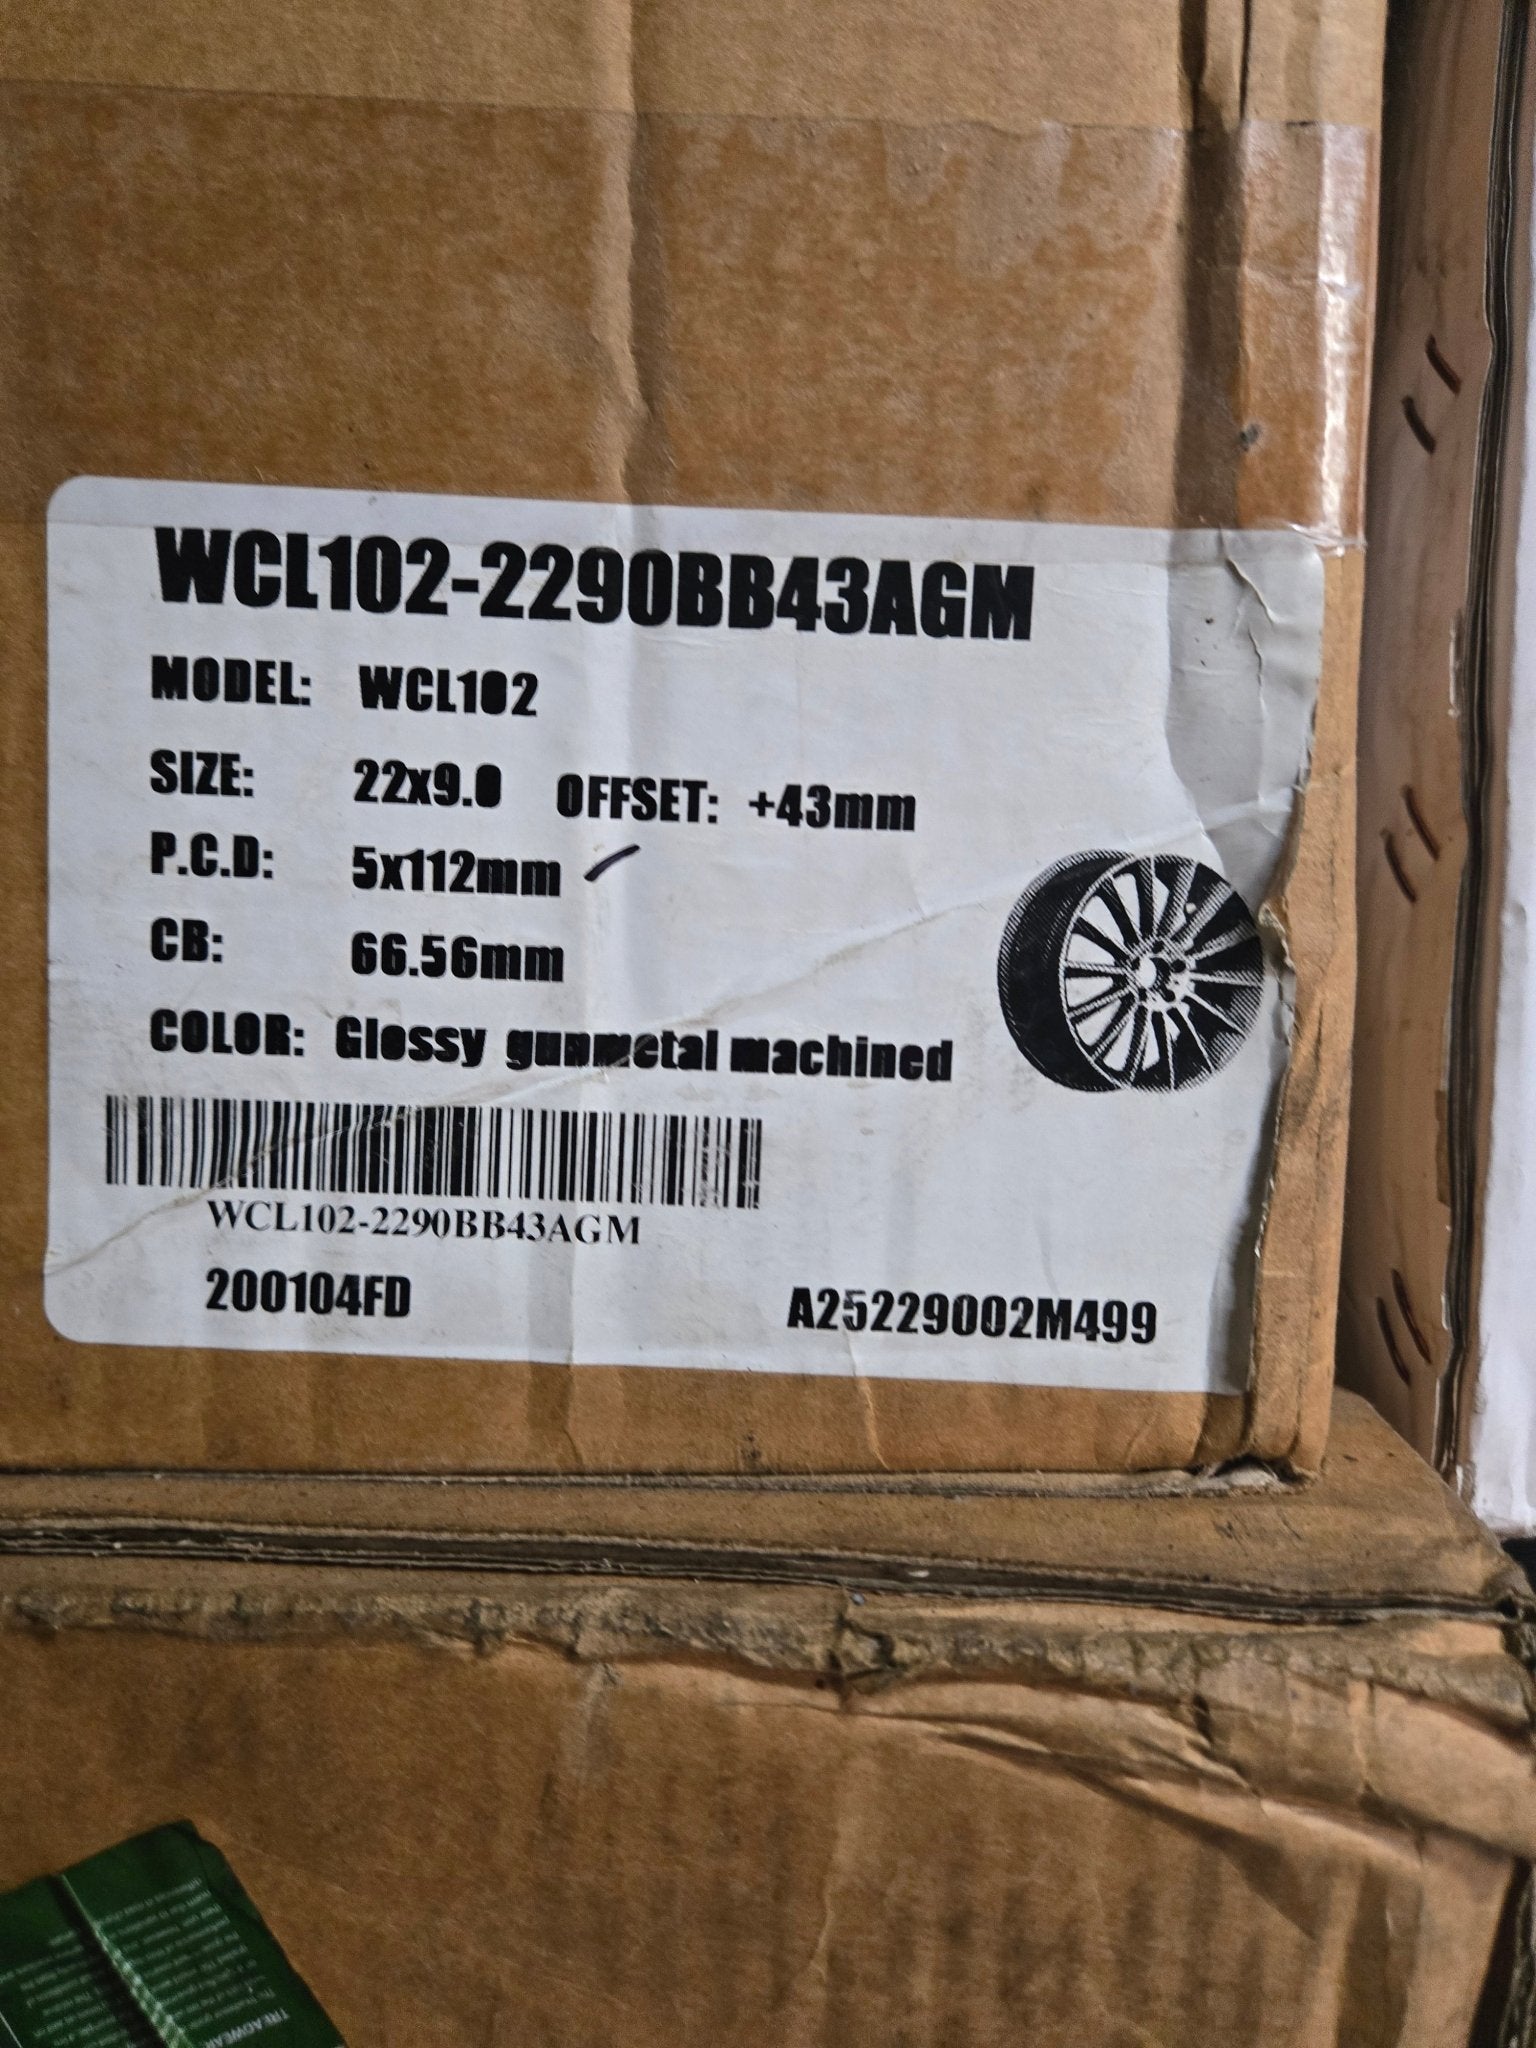 WCL102-2290BB43AGM
MODEL: WCL102
SIZE: 22x9.0 OFFSET: +43mm
P.C.D: 5x112mm
CB: 66.56mm
COLOR: Glossy gunmetal machined
WCL102-2290BB43AGM
200104FD A25229002M499
TREADWEAR